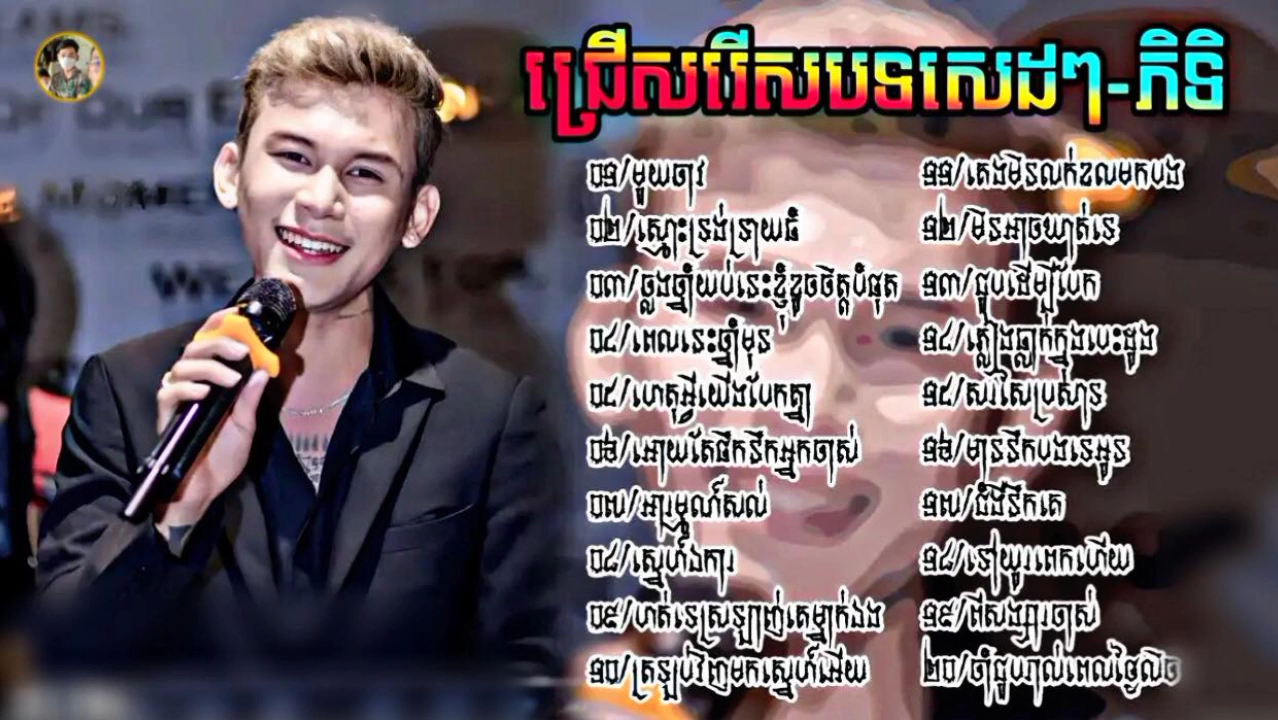 ជ្រើសរើសបទសេដៗ-ភិទិ
០១/មួយចាវ
០២/ស្មោះទ្រង់ទ្រាយធំ
០៣/ឆ្លងឆ្នាំយប់នេះខ្ញុំខូចចិត្តបំផុត
០៤/ពេលនេះឆ្នាំមុន
០៥/ហេតុអ្វីយើងបែកគ្នា
០៦/អោយតែផឹកនឹកអ្នកចាស់
០៧/អារម្មណ៍សល់
០៨/ស្នេហ៍ឯការ
០៩/ហត់ទេស្រឡាញ់គេម្នាក់ឯង
១០/ត្រឡប់វិញមកស្នេហ៍អើយ
១១/គេងមិនលក់ខលមកបង
១២/មិនអាចឃាត់ទេ
១៣/ជួបដើម្បីបែក
១៤/ភ្លៀងធ្លាក់ក្នុងបេះដូង
១៥/សរសៃប្រសាន
១៦/មាននឹកបងទេអូន
១៧/ជំងឺនឹកគេ
១៨/ទៅយូរពេកហើយ
១៩/ពីសង្សារចាស់
២០/ចាំជួបរាល់ពេលថ្ងៃលិច